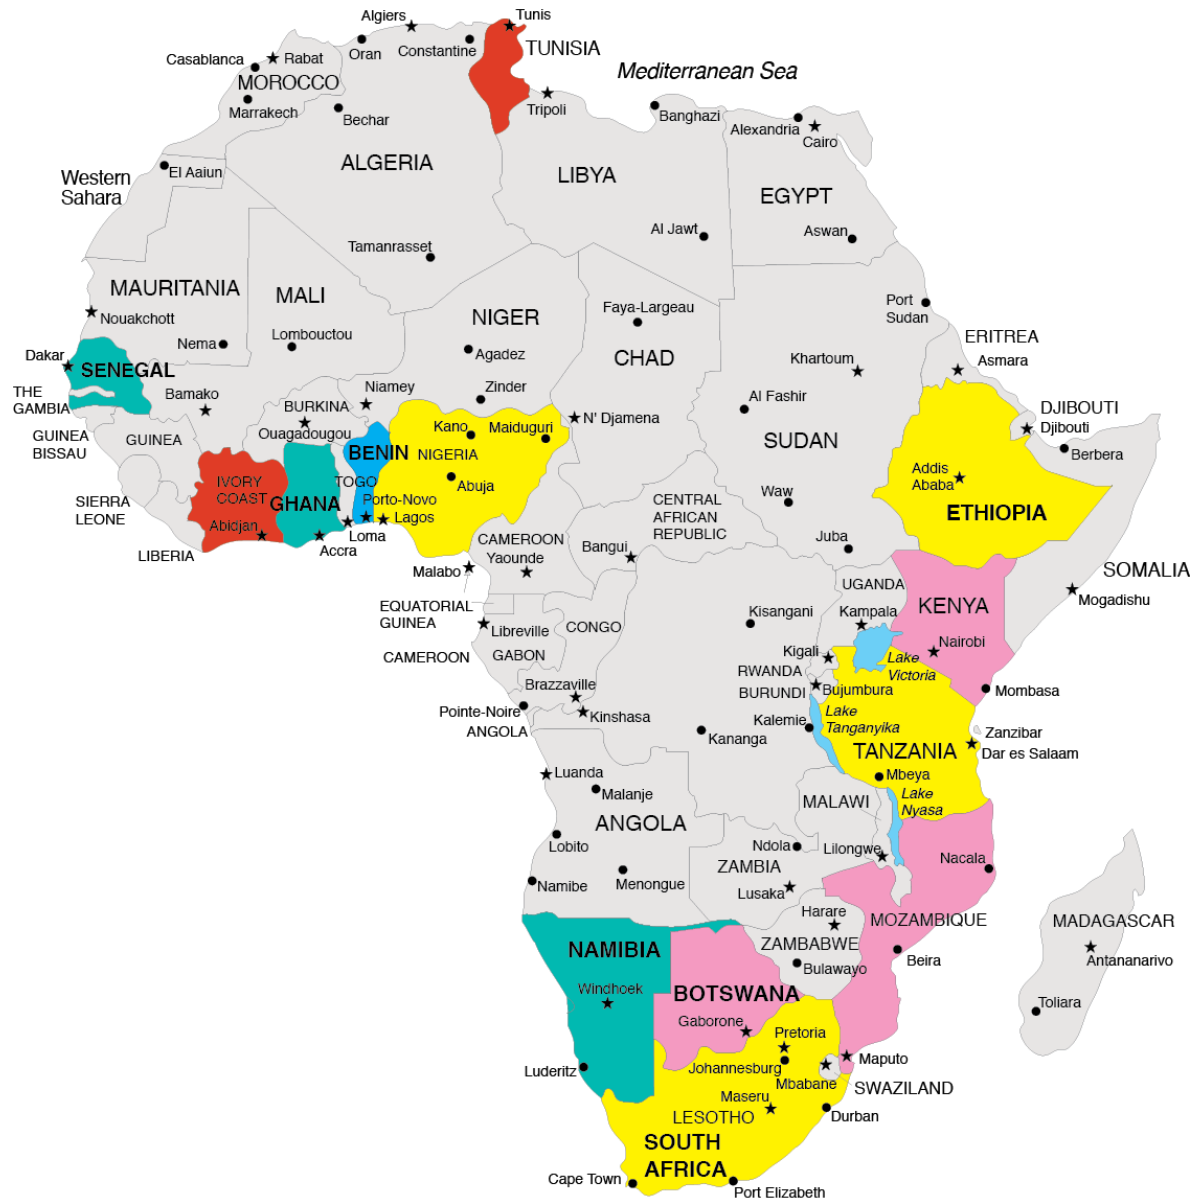 Algiers
Tunis
Oran
Constantine
TUNISIA
Casablanca
Rabat
MOROCCO
Mediterranean Sea
Marrakech
Bechar
Tripoli
Banghazi
Alexandria
Cairo
ALGERIA
LIBYA
EGYPT
El Aaiun
Western
Sahara
Al Jawt
Aswan
Tamanrasset
MAURITANIA
MALI
NIGER
Faya-Largeau
Port
Sudan
Nouakchott
Nema
Lombouctou
Agadez
CHAD
Khartoum
ERITREA
Asmara
Dakar
SENEGAL
THE
GAMBIA
Bamako
Niamey
Zinder
N' Djamena
Al Fashir
DJIBOUTI
Djibouti
BURKINA
Ouagadougou
GUINEA
BISSAU
GUINEA
Kano
Maiduguri
SUDAN
Berbera
BENIN
NIGERIA
IVORY
COAST
TOGO
Abuja
Addis
Ababa
Waw
GHANA
Porto-Novo
Lagos
CENTRAL
AFRICAN
REPUBLIC
ETHIOPIA
SIERRA
LEONE
Abidjan
Loma
Accra
LIBERIA
CAMEROON
Yaounde
Bangui
Juba
Malabo
SOMALIA
UGANDA
Mogadishu
EQUATORIAL
GUINEA
Kisangani
Kampala
KENYA
Libreville
CONGO
Nairobi
CAMEROON
GABON
Kigali
Lake
Victoria
RWANDA
BURUNDI
Bujumbura
Mombasa
Brazzaville
Pointe-Noire
Kinshasa
Kalemie
Lake
Tanganyika
ANGOLA
Kananga
Zanzibar
TANZANIA
Dar es Salaam
Luanda
Mbeya
Malanje
MALAWI
Lake
Nyasa
ANGOLA
Lobito
Ndola
Lilongwe
Nacala
ZAMBIA
Namibe
Menongue
Lusaka
Harare
MOZAMBIQUE
MADAGASCAR
NAMIBIA
ZAMBABWE
Beira
Antananarivo
Bulawayo
Windhoek
BOTSWANA
Toliara
Gaborone
Pretoria
Luderitz
Johannesburg
Maputo
Mbabane
SWAZILAND
Maseru
LESOTHO
Durban
SOUTH
AFRICA
Cape Town
Port Elizabeth